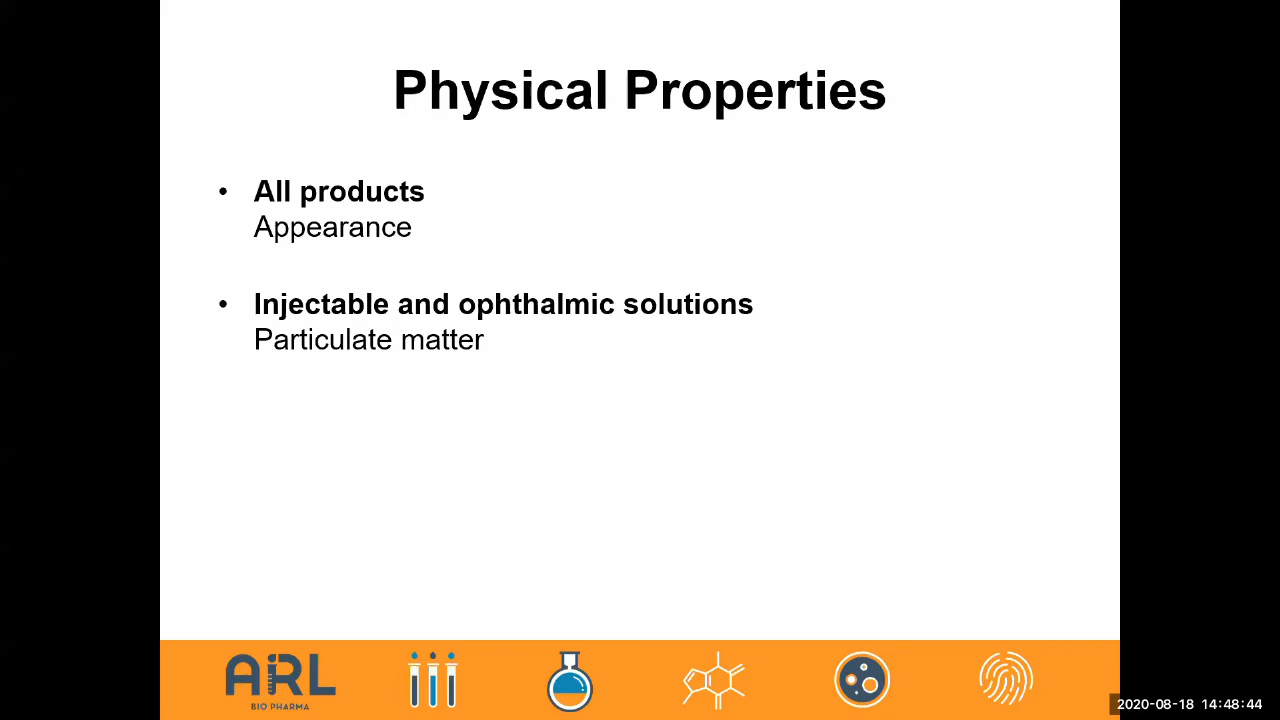 Physical Properties
• All products
Appearance
• Injectable and ophthalmic solutions
Particulate matter
ARL
BIO PHARMA
2020-08-18 14:48:44